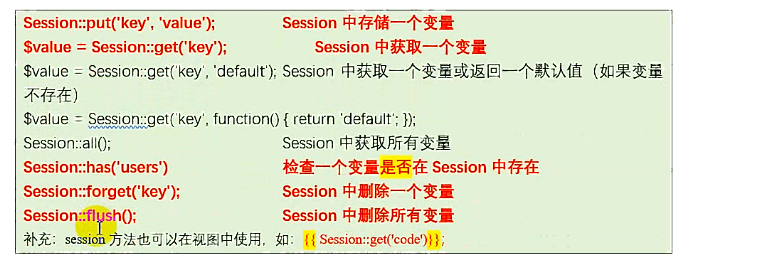 Session::put('key', 'value'); Session 中存储一个变量
$value = Session::get('key'); Session 中获取一个变量
$value = Session::get('key', 'default'); Session 中获取一个变量或返回一个默认值（如果变量
不存在）
$value = Session::get('key', function() { return 'default'; });
Session::all(); Session 中获取所有变量
Session::has('users') 检查一个变量是否在 Session 中存在
Session::forget('key'); Session 中删除一个变量
Session::flush(); Session 中删除所有变量
补充：session 方法也可以在视图中使用，如：{{ Session::get('code')}};